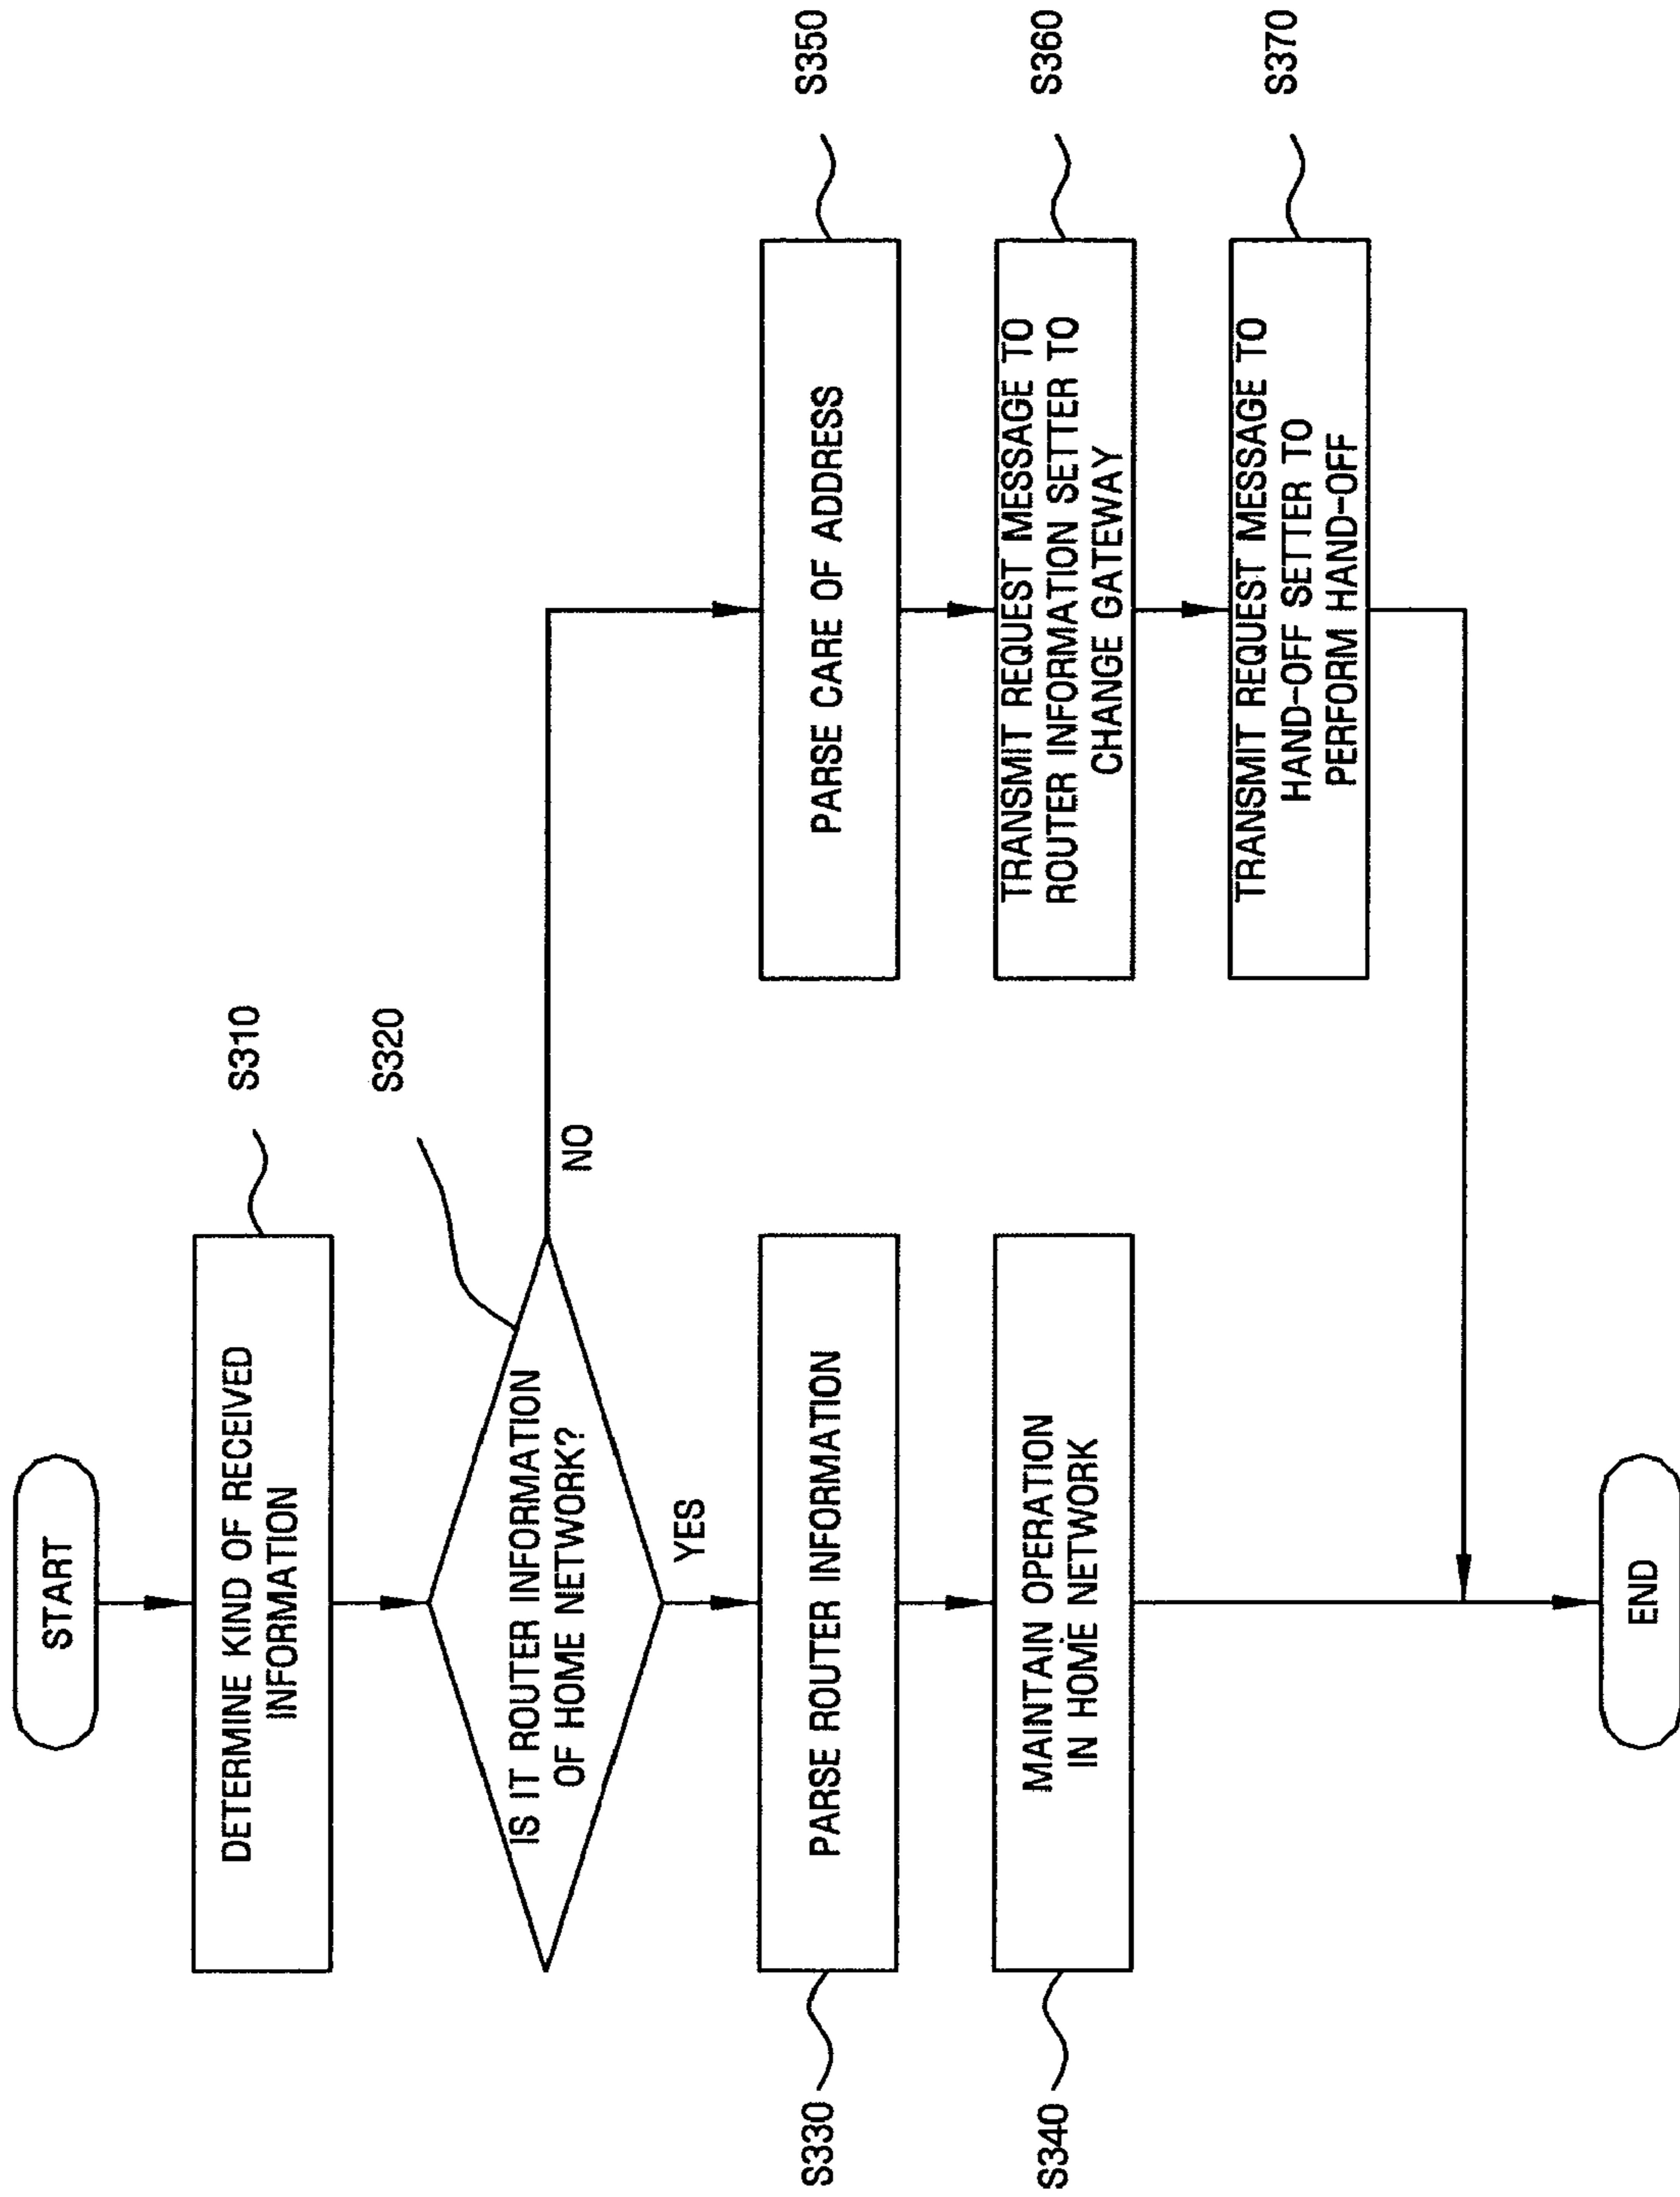 START
DETERMINE KIND OF RECEIVED
INFORMATION
S310
IS IT ROUTER INFORMATION
OF HOME NETWORK?
S320
NO
YES
PARSE ROUTER INFORMATION
S330
MAINTAIN OPERATION
IN HOME NETWORK
S340
PARSE CARE OF ADDRESS
S350
TRANSMIT REQUEST MESSAGE TO
ROUTER INFORMATION SETTER TO
CHANGE GATEWAY
S360
TRANSMIT REQUEST MESSAGE TO
HAND-OFF SETTER TO
PERFORM HAND-OFF
S370
END